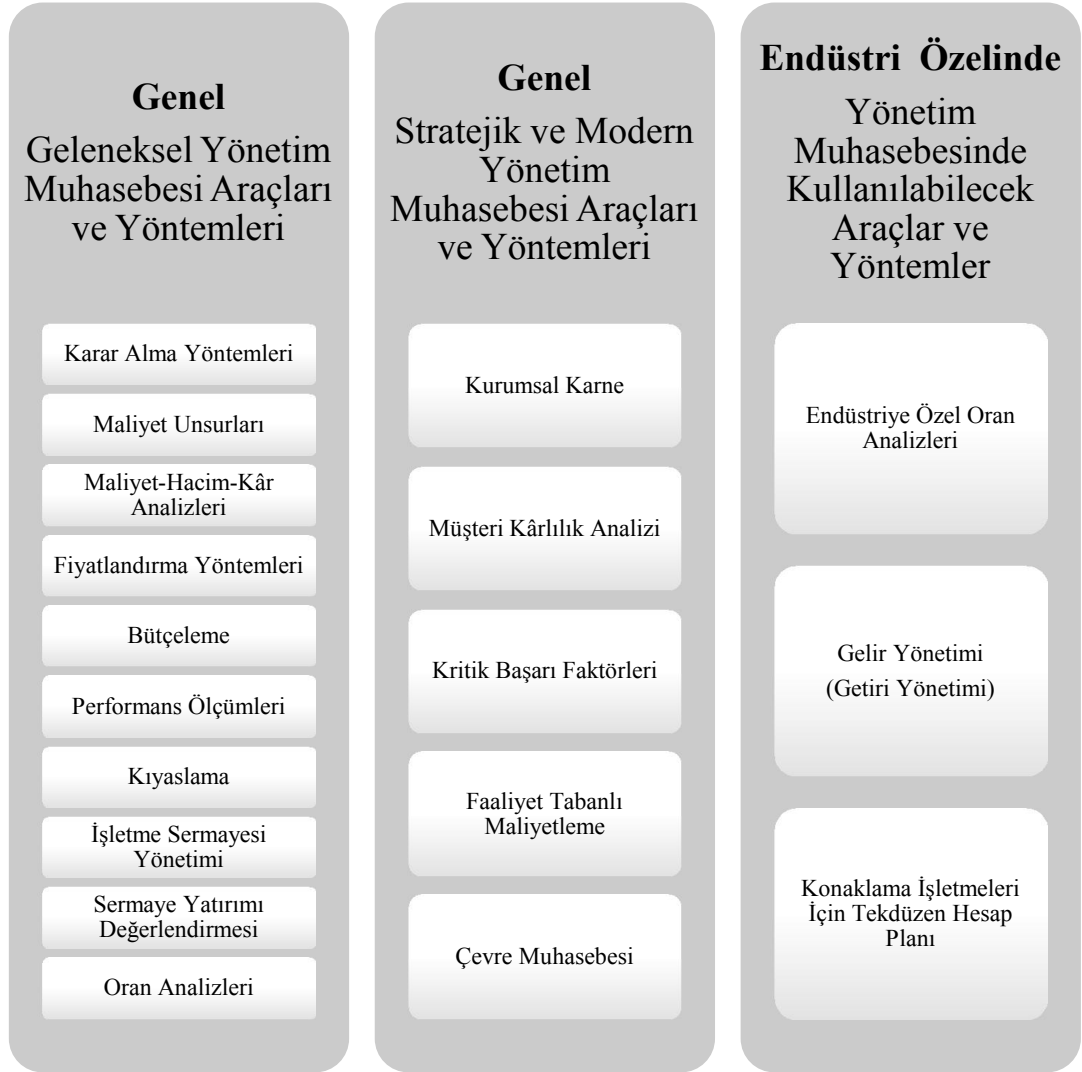 Genel
Geleneksel Yönetim
Muhasebesi Araçları
ve Yöntemleri
Karar Alma Yöntemleri
Maliyet Unsurları
Maliyet-Hacim-Kâr
Analizleri
Fiyatlandırma Yöntemleri
Bütçeleme
Performans Ölçümleri
Kıyaslama
İşletme Sermayesi
Yönetimi
Sermaye Yatırımı
Değerlendirmesi
Oran Analizleri
Genel
Stratejik ve Modern
Yönetim
Muhasebesi Araçları
ve Yöntemleri
Kurumsal Karne
Müşteri Kârlılık Analizi
Kritik Başarı Faktörleri
Faaliyet Tabanlı
Maliyetleme
Çevre Muhasebesi
Endüstri Özelinde
Yönetim
Muhasebesinde
Kullanılabilecek
Araçlar ve
Yöntemler
Endüstriye Özel Oran
Analizleri
Gelir Yönetimi
(Getiri Yönetimi)
Konaklama İşletmeleri
İçin Tekdüzen Hesap
Planı